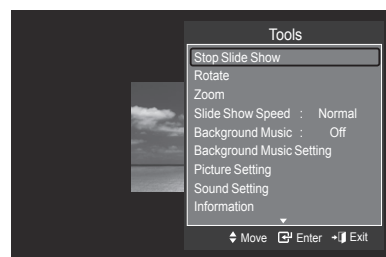 Tools
Stop Slide Show
Rotate
Zoom
Slide Show Speed : Normal
Background Music : Off
Background Music Setting
Picture Setting
Sound Setting
Information
Move Enter Exit